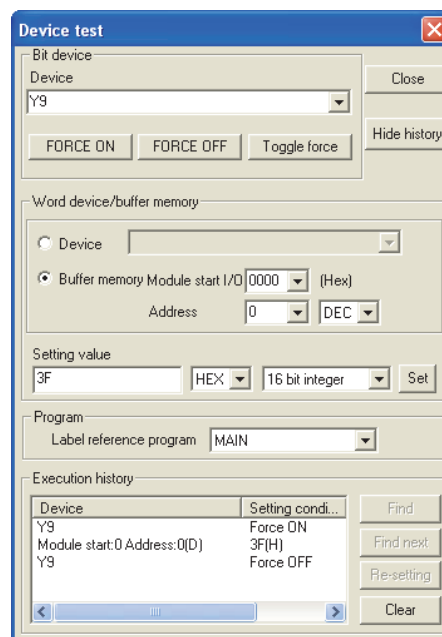 Device test
Bit device
Device
Close
Y9
FORCE ON FORCE OFF Toggle force
Hide history
Word device/buffer memory
Device
Buffer memory Module start I/O 0000 (Hex)
Address 0 DEC
Setting value
3F HEX 16 bit integer Set
Program
Label reference program MAIN
Execution history
Device Setting condi...
Y9 Force ON
Module start:0 Address:0(D) 3F(H)
Y9 Force OFF
Find
Find next
Re-setting
Clear